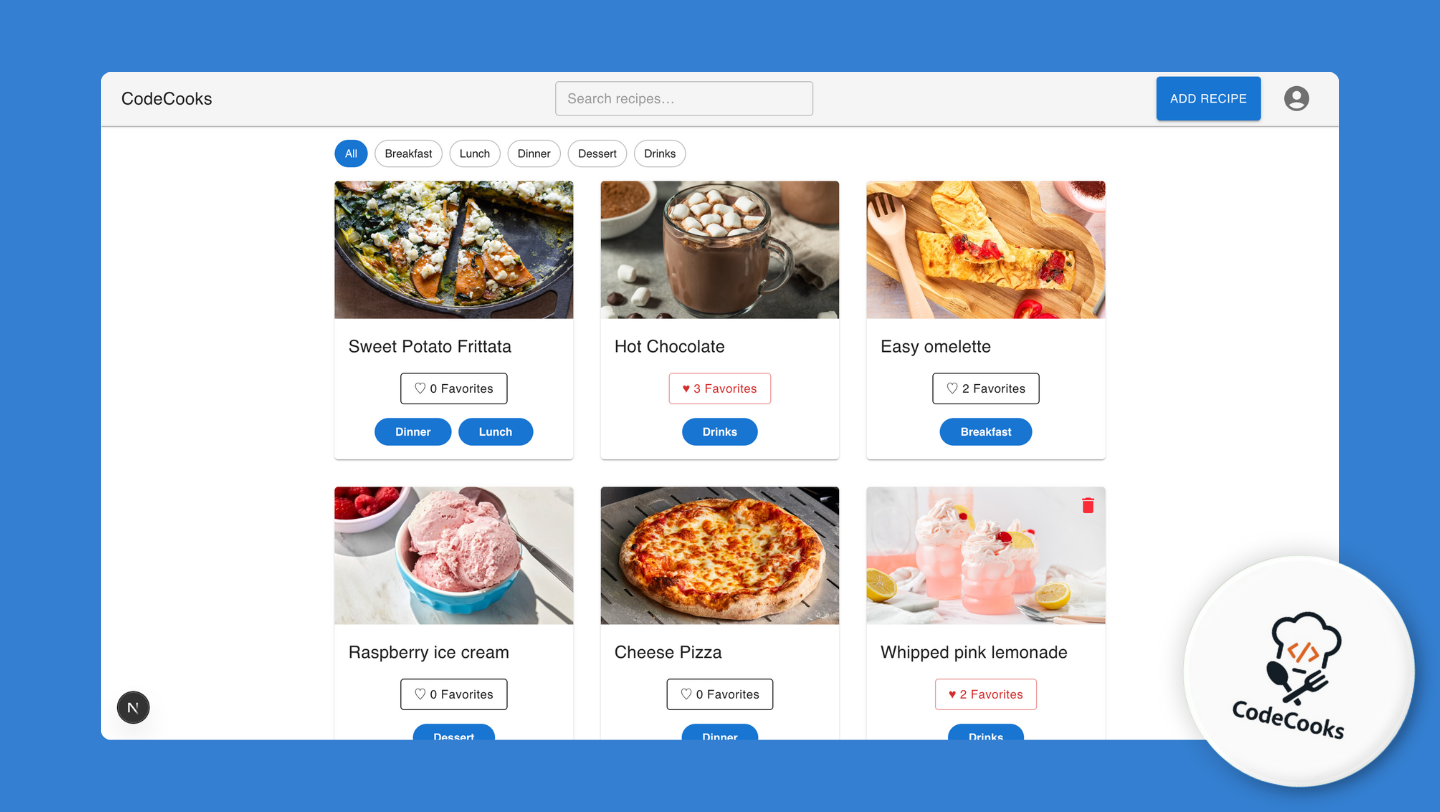 CodeCooks
Search recipes...
ADD RECIPE
All
Breakfast
Lunch
Dinner
Dessert
Drinks
Sweet Potato Frittata
Hot Chocolate
Easy omelette
♡ 0 Favorites
♥ 3 Favorites
♡ 2 Favorites
Dinner
Lunch
Drinks
Breakfast
Raspberry ice cream
Cheese Pizza
Whipped pink lemonade
♡ 0 Favorites
♡ 0 Favorites
♥ 2 Favorites
N
Dessert
Dinner
Drinks
</>
CodeCooks